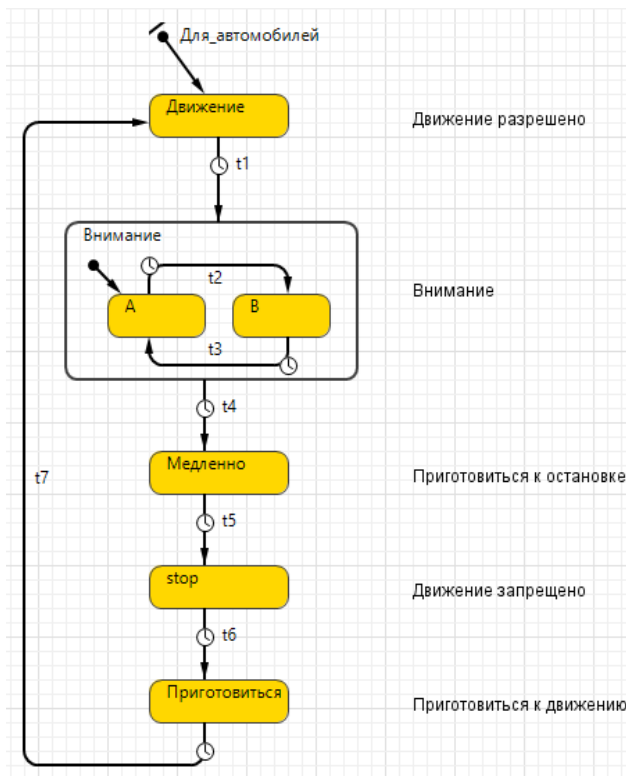 Для_автомобилей
Движение
Движение разрешено
t1
Внимание
t2
A
B
Внимание
t3
t4
Медленно
t7
Приготовиться к остановке
t5
stop
Движение запрещено
t6
Приготовиться
Приготовиться к движению